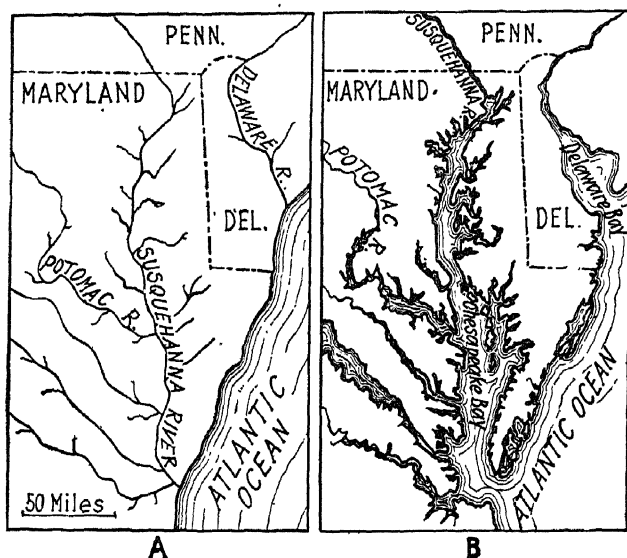 PENN.
MARYLAND
DELAWARE R.
DEL.
POTOMAC R.
SUSQUEHANNA RIVER
ATLANTIC OCEAN
50 Miles
A
PENN.
SUSQUEHANNA R.
MARYLAND
Delaware Bay
POTOMAC R.
DEL.
Chesapeake Bay
ATLANTIC OCEAN
B